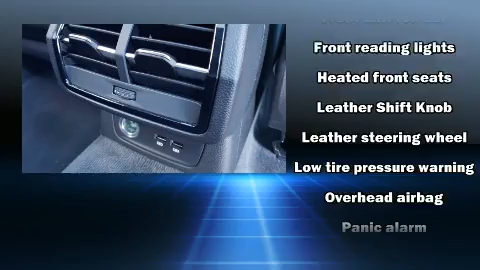 Front reading lights
Heated front seats
Leather Shift Knob
Leather steering wheel
Low tire pressure warning
Overhead airbag
Panic alarm